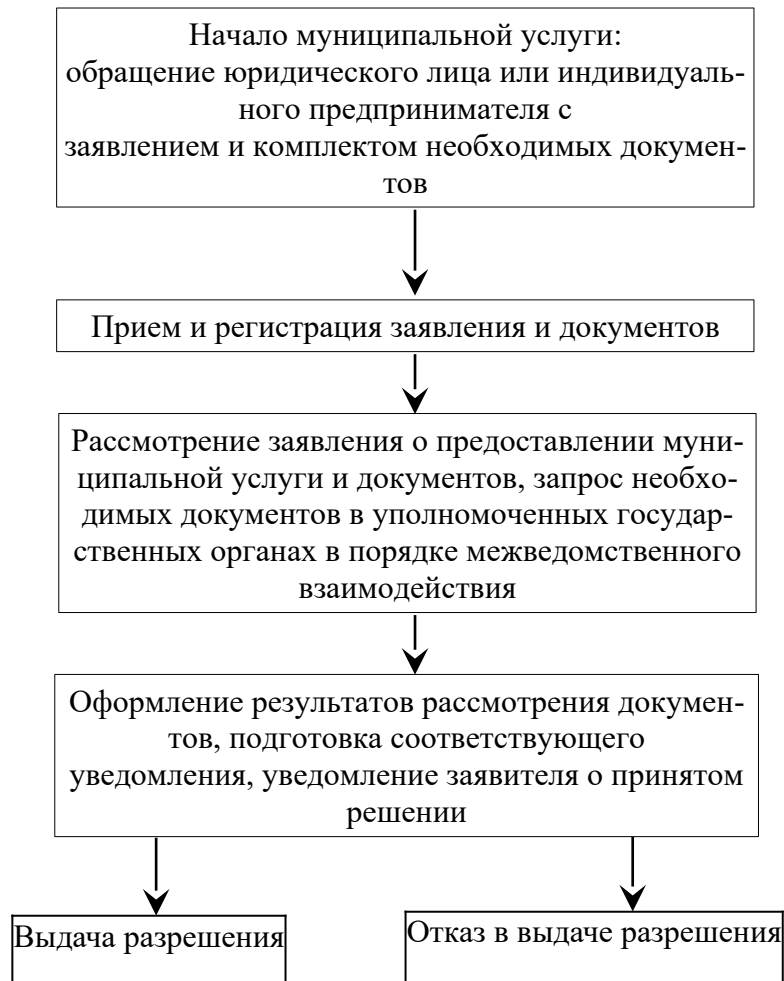 Начало муниципальной услуги:
обращение юридического лица или индивидуаль-
ного предпринимателя с
заявлением и комплектом необходимых докумен-
тов
Прием и регистрация заявления и документов
Рассмотрение заявления о предоставлении муни-
ципальной услуги и документов, запрос необхо-
димых документов в уполномоченных государ-
ственных органах в порядке межведомственного
взаимодействия
Оформление результатов рассмотрения докумен-
тов, подготовка соответствующего
уведомления, уведомление заявителя о принятом
решении
Выдача разрешения
Отказ в выдаче разрешения